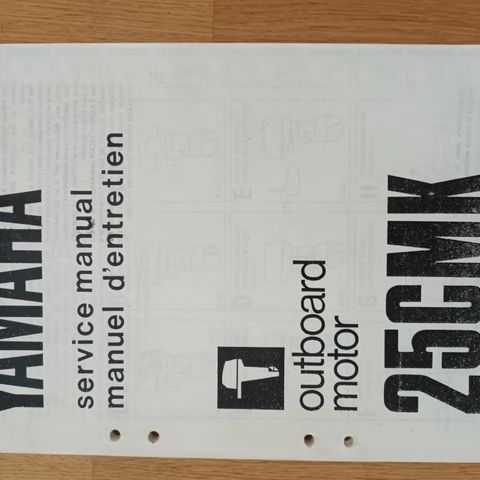 YAMAHA
service manual
manuel d'entretien
outboard
motor
25CMK